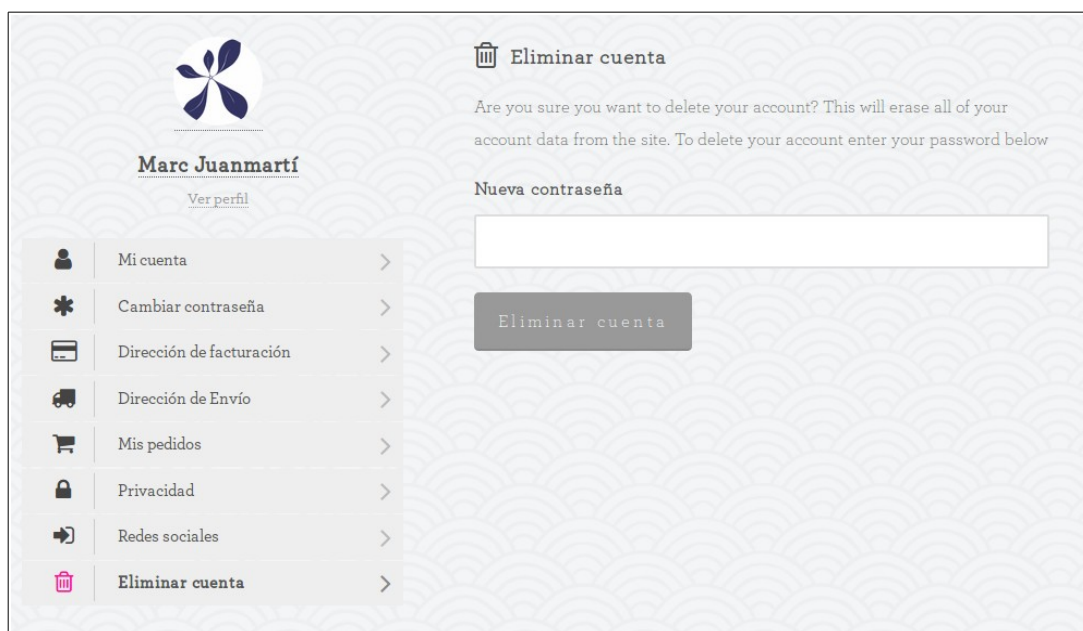 Marc Juanmartí
Ver perfil
Mi cuenta
Cambiar contraseña
Dirección de facturación
Dirección de Envío
Mis pedidos
Privacidad
Redes sociales
Eliminar cuenta
Eliminar cuenta
Are you sure you want to delete your account? This will erase all of your
account data from the site. To delete your account enter your password below
Nueva contraseña
Eliminar cuenta